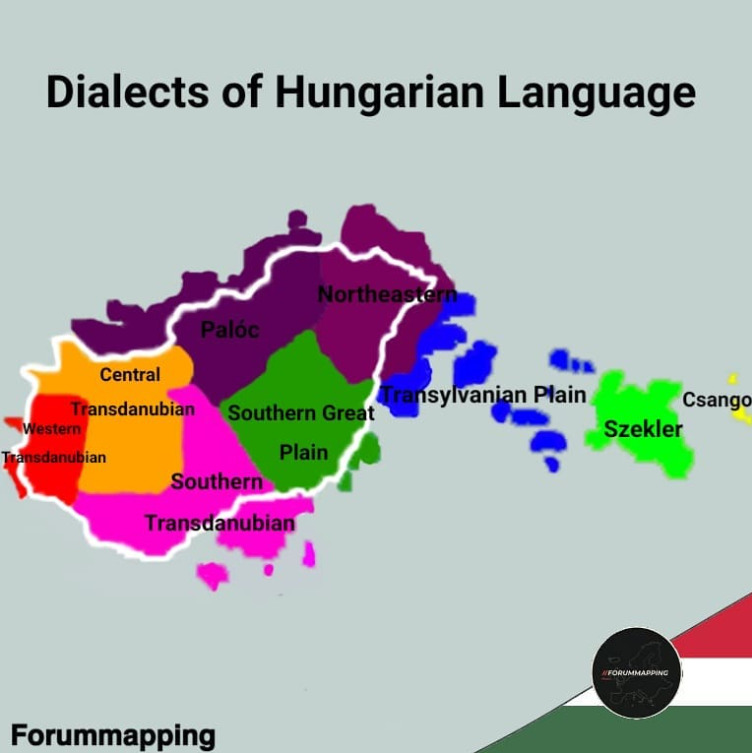 Dialects of Hungarian Language
Northeastern
Palóc
Central
Transdanubian
Western
Transdanubian
Southern Great
Plain
Transylvanian Plain
Csango
Szekler
Southern
Transdanubian
#FORUMMAPPING
Forummapping